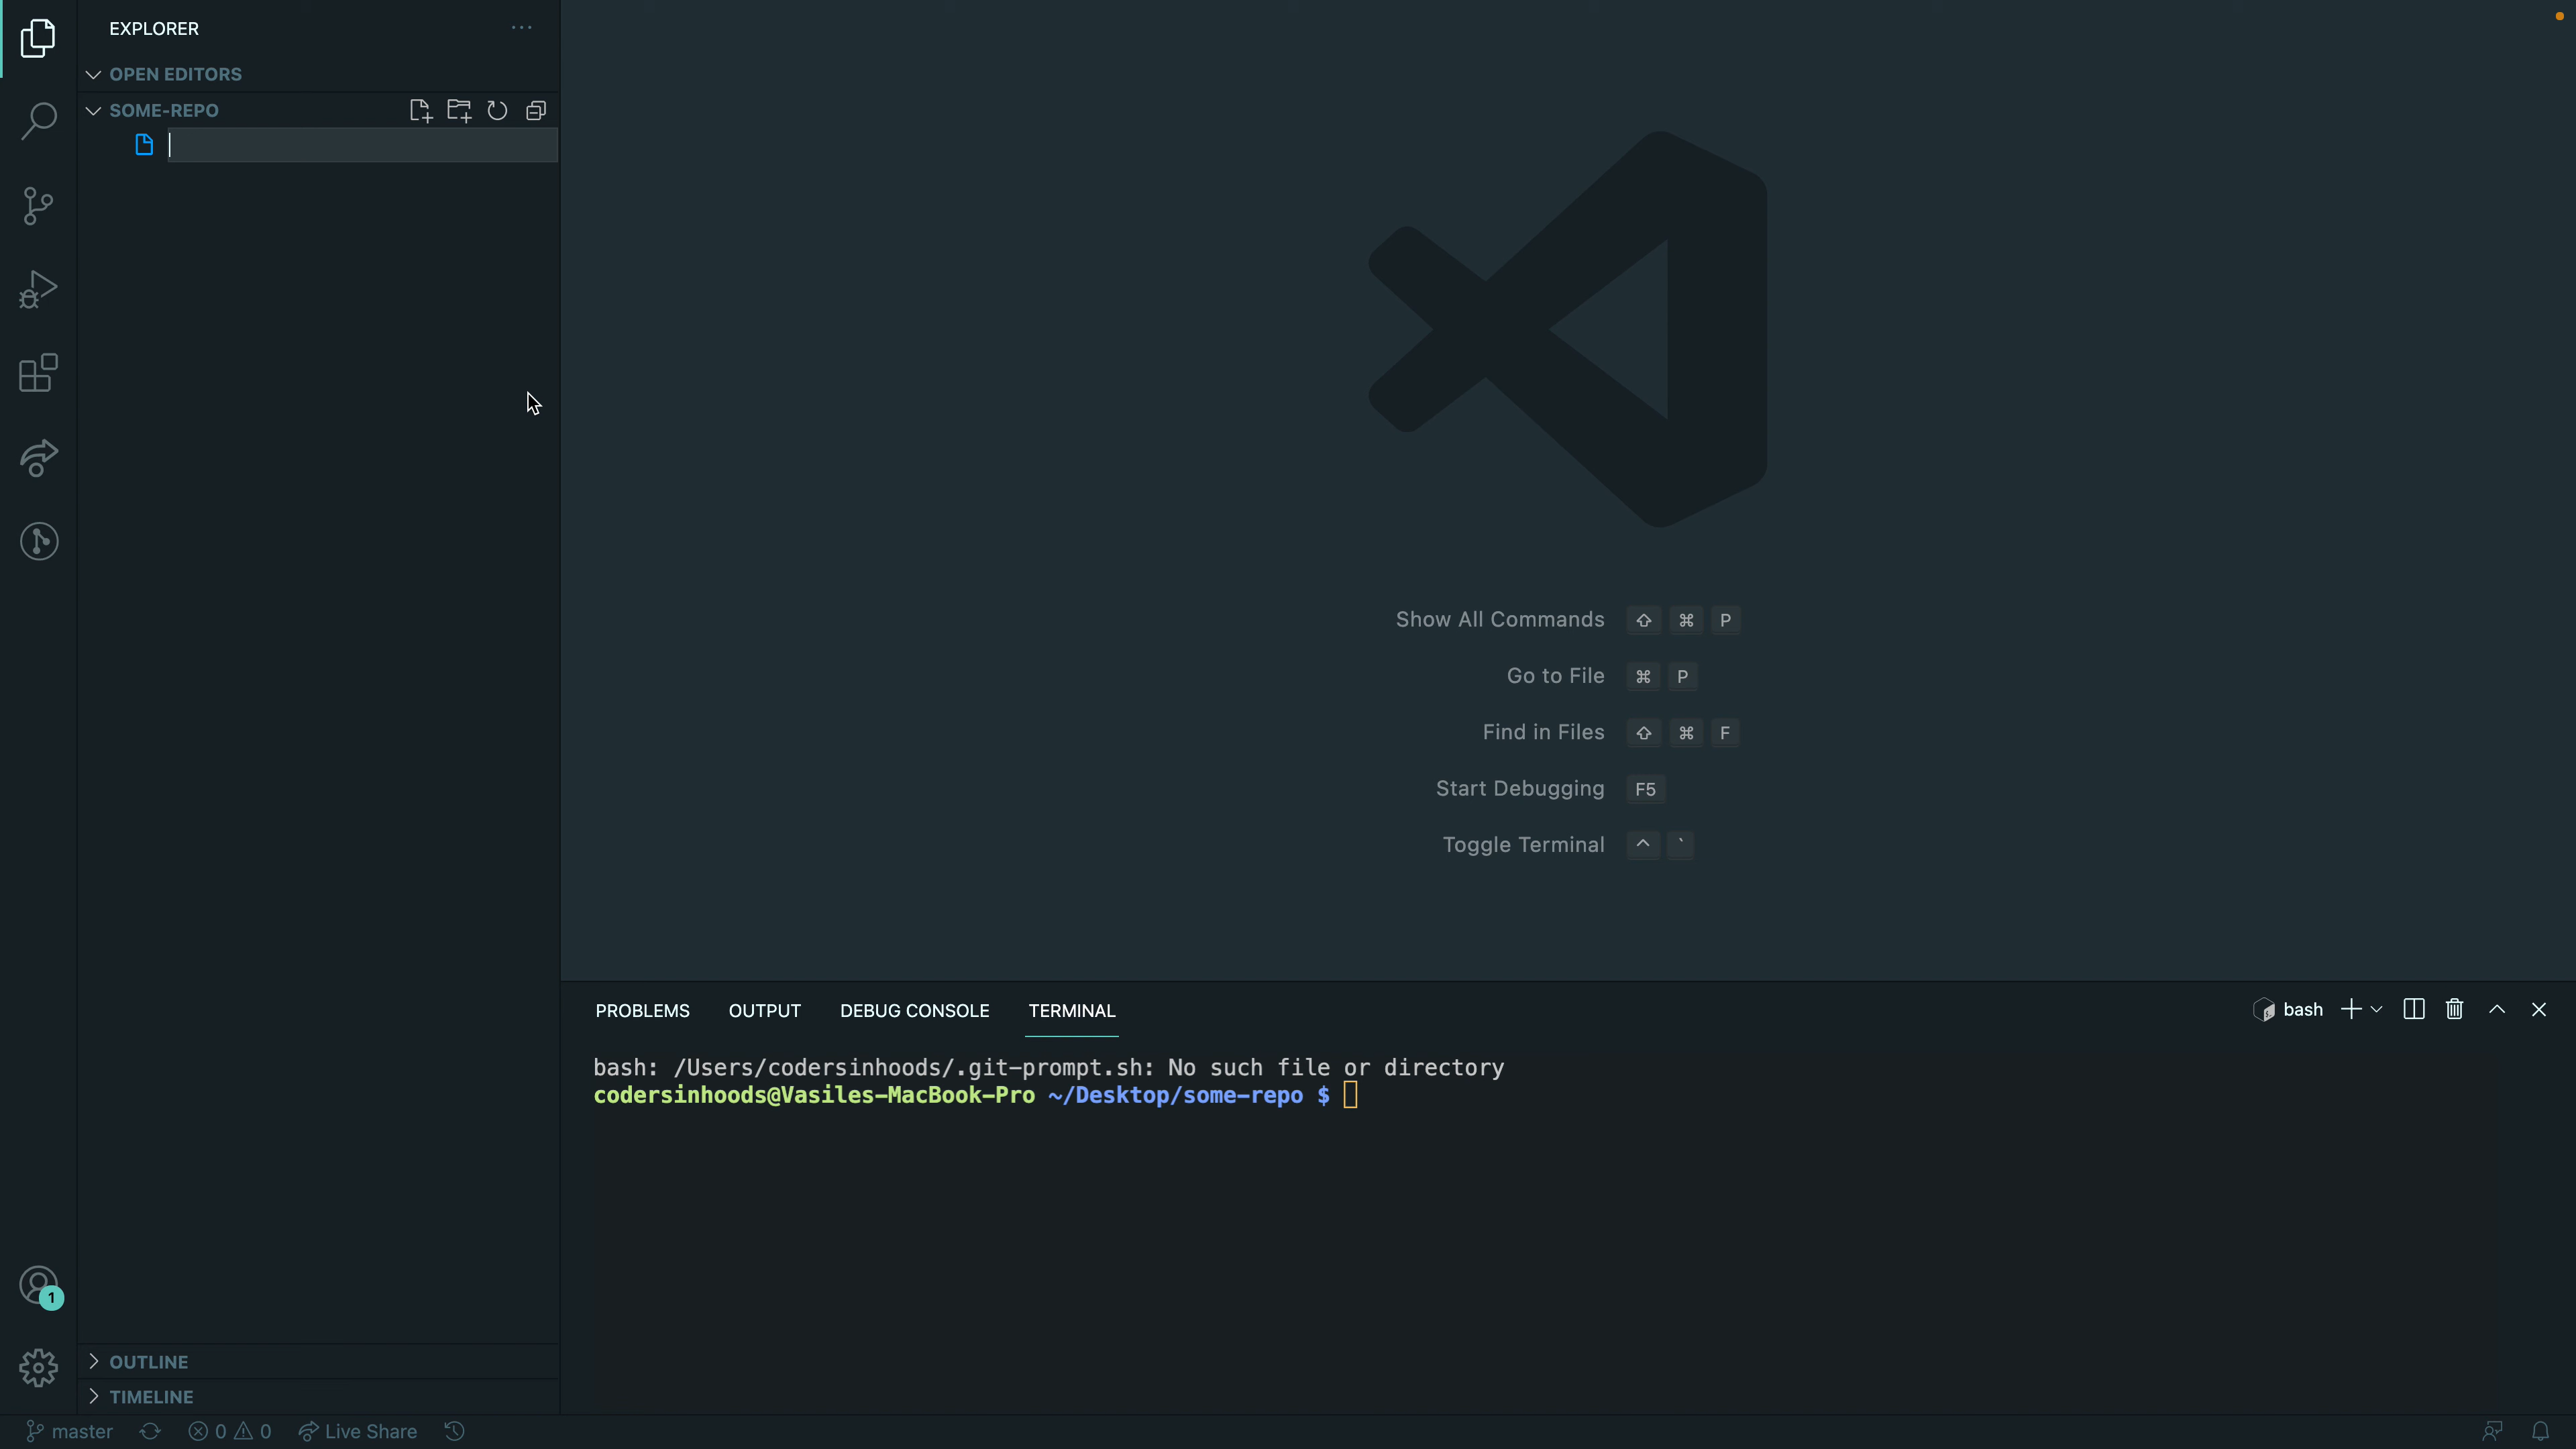 EXPLORER
OPEN EDITORS
SOME-REPO
Show All Commands ⇧ ⌘ P
Go to File ⌘ P
Find in Files ⇧ ⌘ F
Start Debugging F5
Toggle Terminal ^ `
PROBLEMS OUTPUT DEBUG CONSOLE TERMINAL
bash
bash: /Users/codersinhoods/.git-prompt.sh: No such file or directory
codersinhoods@Vasiles-MacBook-Pro ~/Desktop/some-repo $
1
OUTLINE
TIMELINE
master 0 0 Live Share